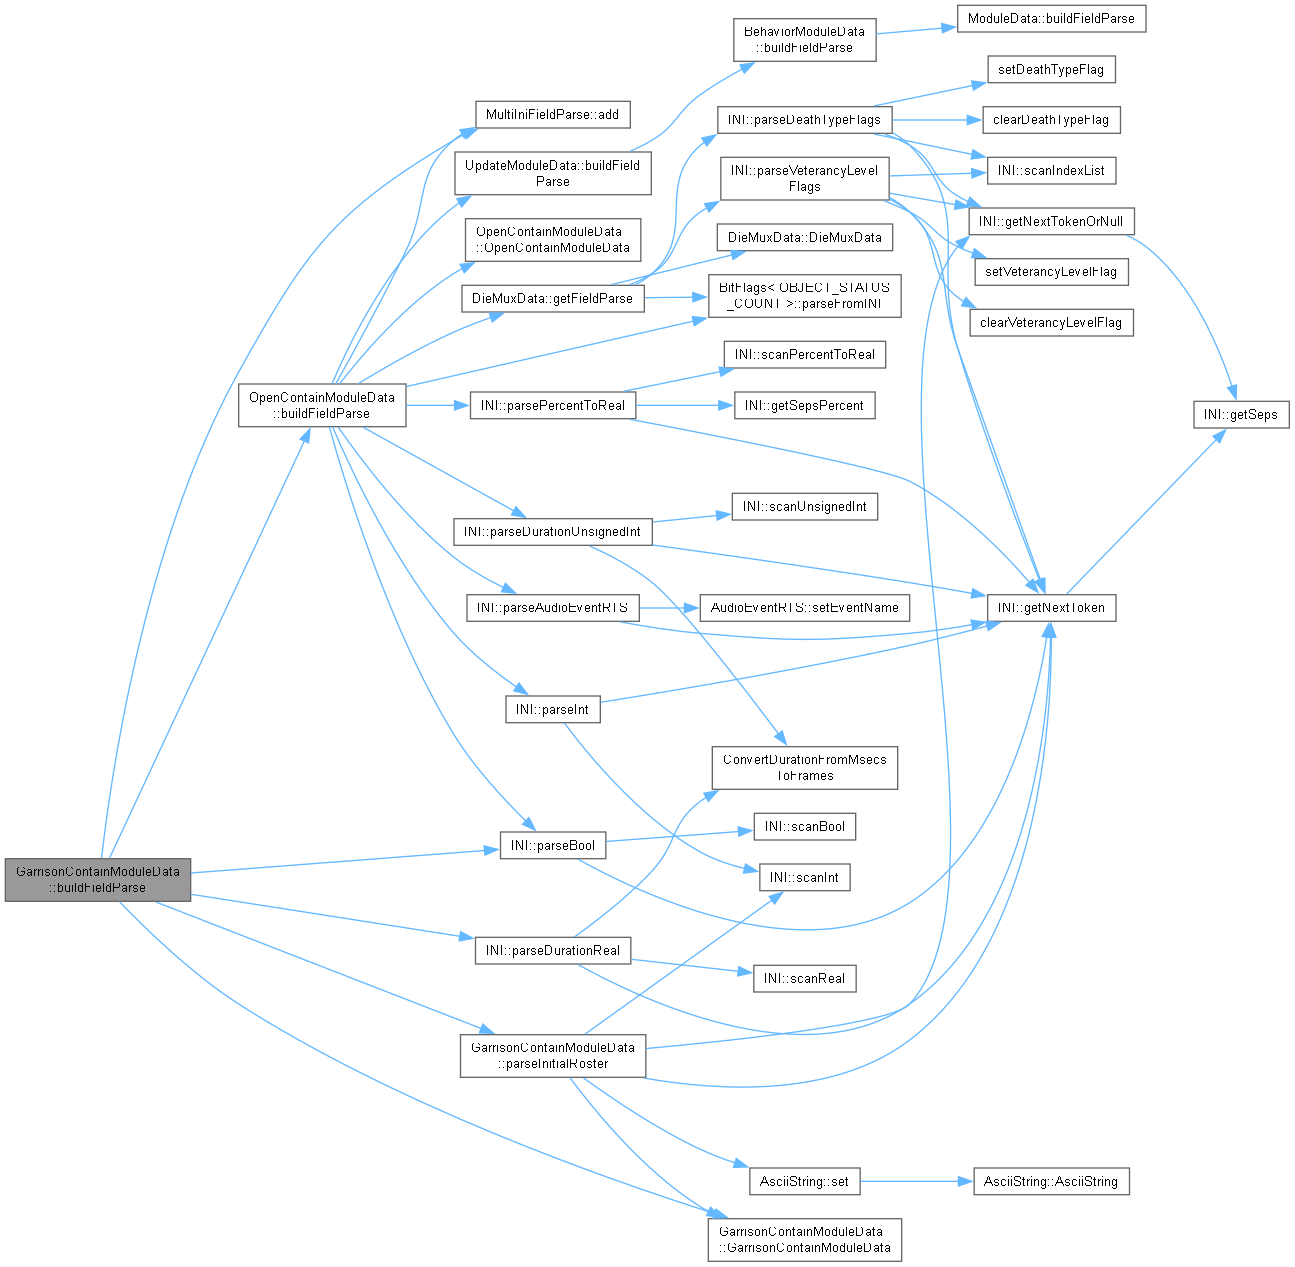 BehaviorModuleData
::buildFieldParse
ModuleData::buildFieldParse
setDeathTypeFlag
MultiIniFieldParse::add
INI::parseDeathTypeFlags
clearDeathTypeFlag
UpdateModuleData::buildField
Parse
INI::parseVeterancyLevel
Flags
INI::scanIndexList
INI::getNextTokenOrNull
OpenContainModuleData
::OpenContainModuleData
DieMuxData::DieMuxData
setVeterancyLevelFlag
DieMuxData::getFieldParse
BitFlags< OBJECT_STATUS
_COUNT >::parseFromINI
clearVeterancyLevelFlag
INI::scanPercentToReal
OpenContainModuleData
::buildFieldParse
INI::parsePercentToReal
INI::getSepsPercent
INI::getSeps
INI::scanUnsignedInt
INI::parseDurationUnsignedInt
INI::parseAudioEventRTS
AudioEventRTS::setEventName
INI::getNextToken
INI::parseInt
ConvertDurationFromMsecs
ToFrames
INI::scanBool
INI::parseBool
INI::scanInt
GarrisonContainModuleData
::buildFieldParse
INI::parseDurationReal
INI::scanReal
GarrisonContainModuleData
::parseInitialRoster
AsciiString::set
AsciiString::AsciiString
GarrisonContainModuleData
::GarrisonContainModuleData